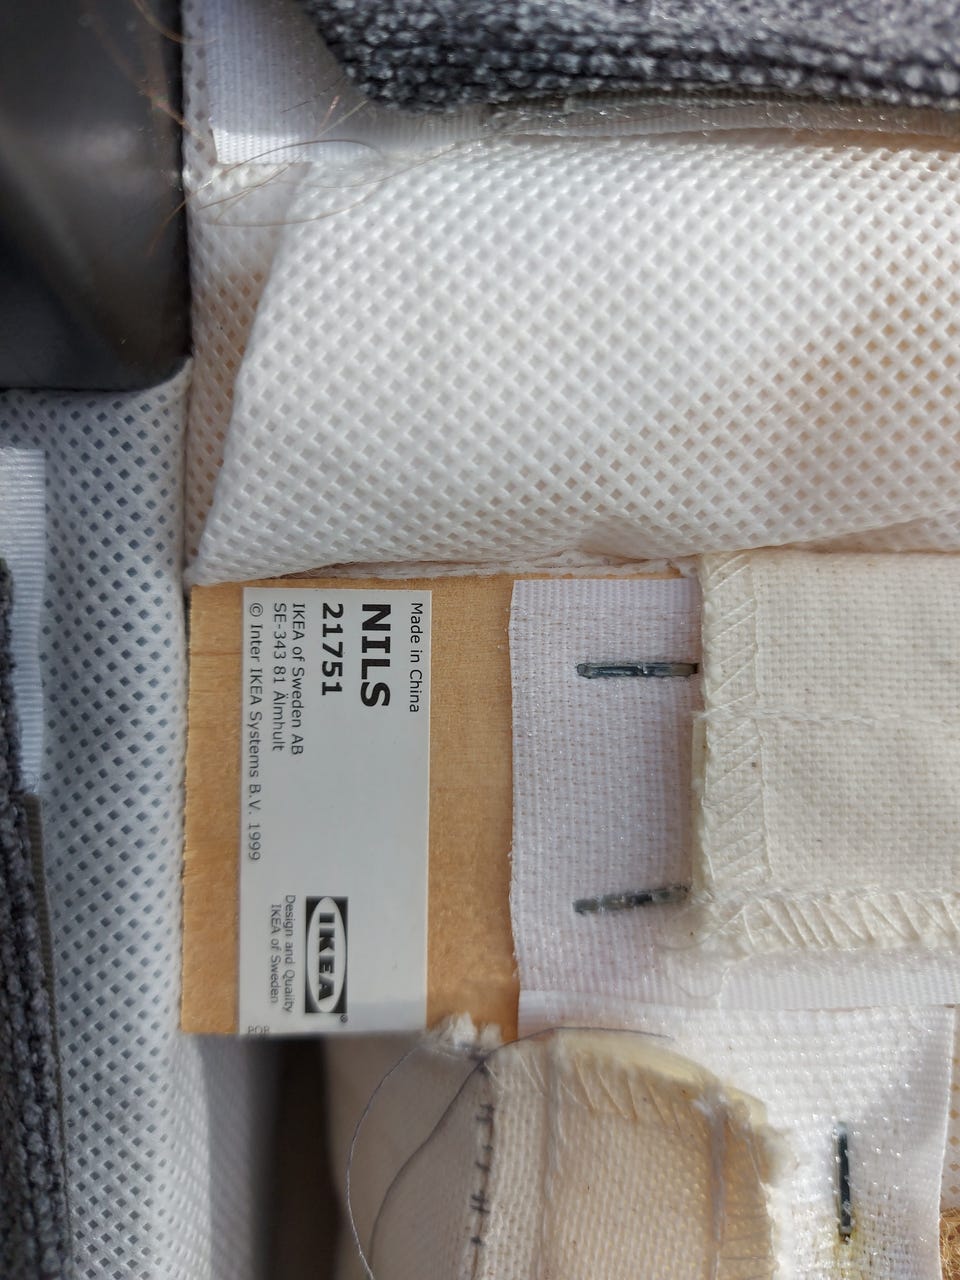 Made in China
NILS
21751
IKEA of Sweden AB
SE-343 81 Älmhult
© Inter IKEA Systems B.V. 1999
IKEA®
Design and Quality
IKEA of Sweden